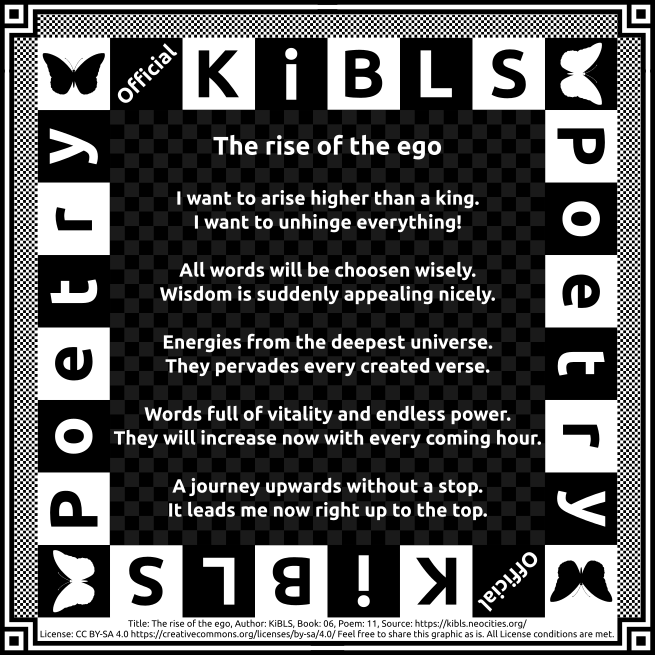 Official KiBLS
Poetry
Poetry
The rise of the ego
I want to arise higher than a king.
I want to unhinge everything!
All words will be choosen wisely.
Wisdom is suddenly appealing nicely.
Energies from the deepest universe.
They pervades every created verse.
Words full of vitality and endless power.
They will increase now with every coming hour.
A journey upwards without a stop.
It leads me now right up to the top.
Official KiBLS
Title: The rise of the ego, Author: KiBLS, Book: 06, Poem: 11, Source: https://kibls.neocities.org/
License: CC BY-SA 4.0 https://creativecommons.org/licenses/by-sa/4.0/ Feel free to share this graphic as is. All License conditions are met.